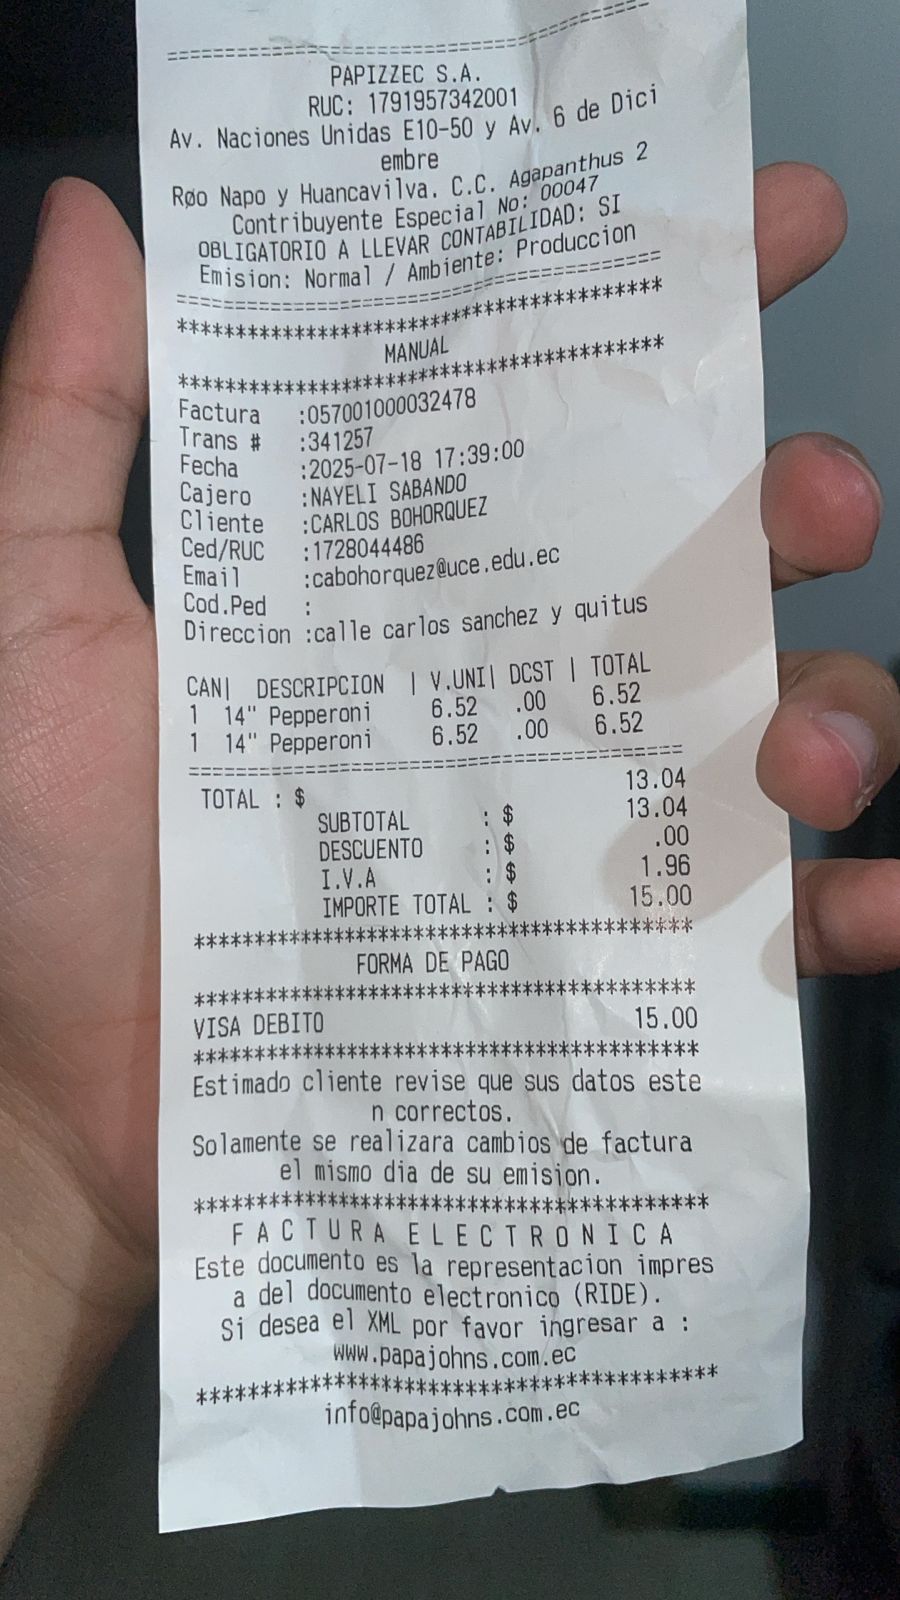 ==========================================
PAPIZZEC S.A.
RUC: 1791957342001
Av. Naciones Unidas E10-50 y Av. 6 de Dici
embre
Røo Napo y Huancavilva. C.C. Agapanthus 2
Contribuyente Especial No: 00047
OBLIGATORIO A LLEVAR CONTABILIDAD: SI
Emision: Normal / Ambiente: Produccion
==========================================
******************************************
MANUAL
******************************************
Factura :057001000032478
Trans # :341257
Fecha :2025-07-18 17:39:00
Cajero :NAYELI SABANDO
Cliente :CARLOS BOHORQUEZ
Ced/RUC :1728044486
Email :cabohorquez@uce.edu.ec
Cod.Ped :
Direccion :calle carlos sanchez y quitus
CAN| DESCRIPCION | V.UNI| DCST | TOTAL
1 14" Pepperoni 6.52 .00 6.52
1 14" Pepperoni 6.52 .00 6.52
==========================================
TOTAL : $ 13.04
SUBTOTAL : $ 13.04
DESCUENTO : $ .00
I.V.A : $ 1.96
IMPORTE TOTAL : $ 15.00
******************************************
FORMA DE PAGO
******************************************
VISA DEBITO 15.00
******************************************
Estimado cliente revise que sus datos este
n correctos.
Solamente se realizara cambios de factura
el mismo dia de su emision.
******************************************
F A C T U R A E L E C T R O N I C A
Este documento es la representacion impres
a del documento electronico (RIDE).
Si desea el XML por favor ingresar a :
www.papajohns.com.ec
******************************************
info@papajohns.com.ec